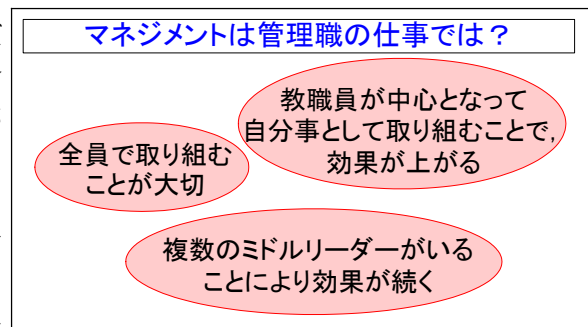 マネジメントは管理職の仕事では？
教職員が中心となって
自分事として取り組むことで，
効果が上がる
全員で取り組む
ことが大切
複数のミドルリーダーがいる
ことにより効果が続く